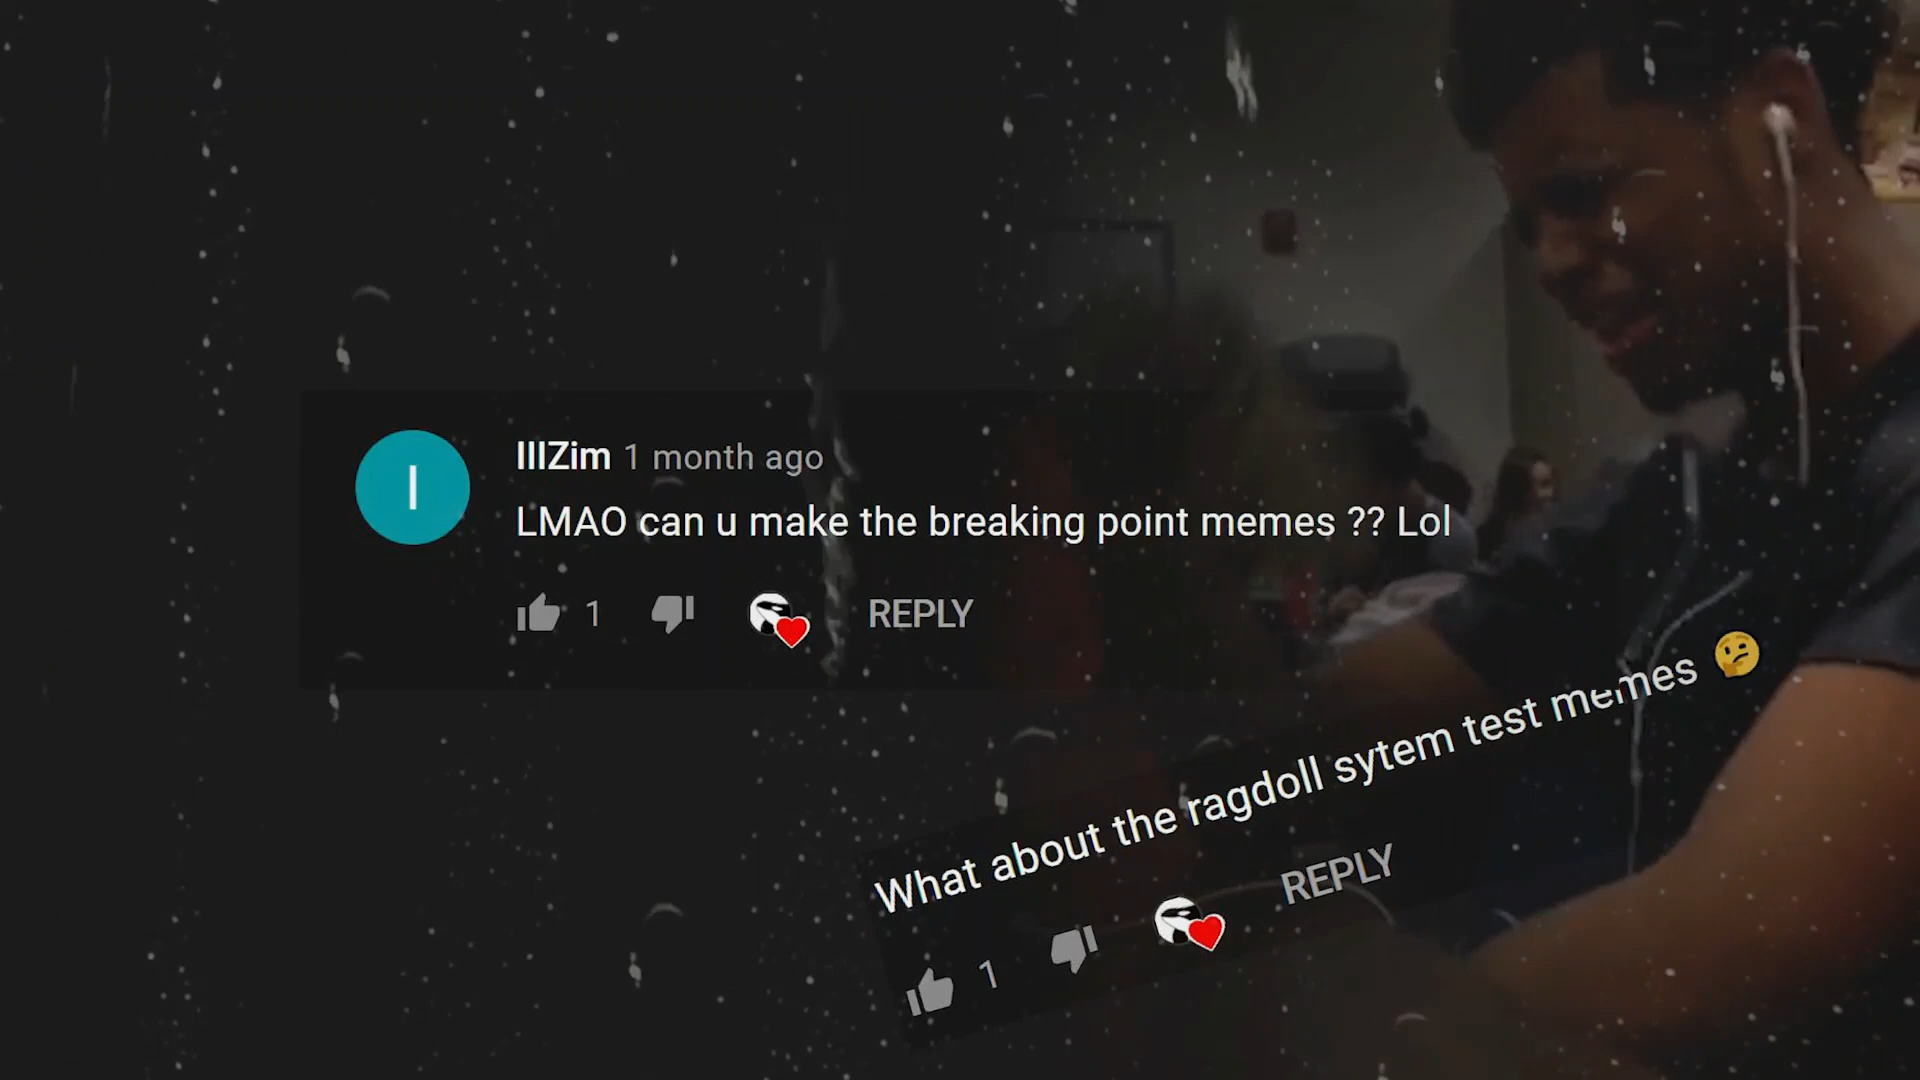 I
IIIZim 1 month ago
LMAO can u make the breaking point memes ?? Lol
1 REPLY
What about the ragdoll sytem test memes 🤔
1 REPLY